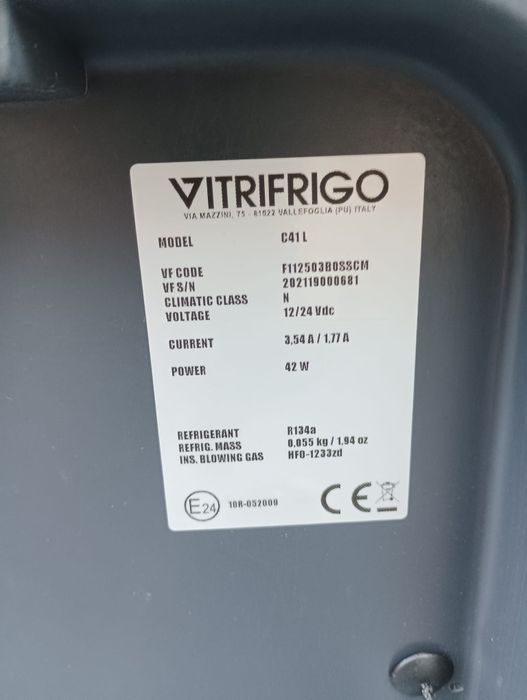 VITRIFRIGO
VIA MAZZINI, 75 - 61022 VALLEFOGLIA (PU) ITALY
MODEL C41 L
VF CODE F112503B0SSCM
VF S/N 202119000681
CLIMATIC CLASS N
VOLTAGE 12/24 Vdc
CURRENT 3,54 A / 1,77 A
POWER 42 W
REFRIGERANT R134a
REFRIG. MASS 0,055 kg / 1,94 oz
INS. BLOWING GAS HFO-1233zd
E24 10R-052009 CE